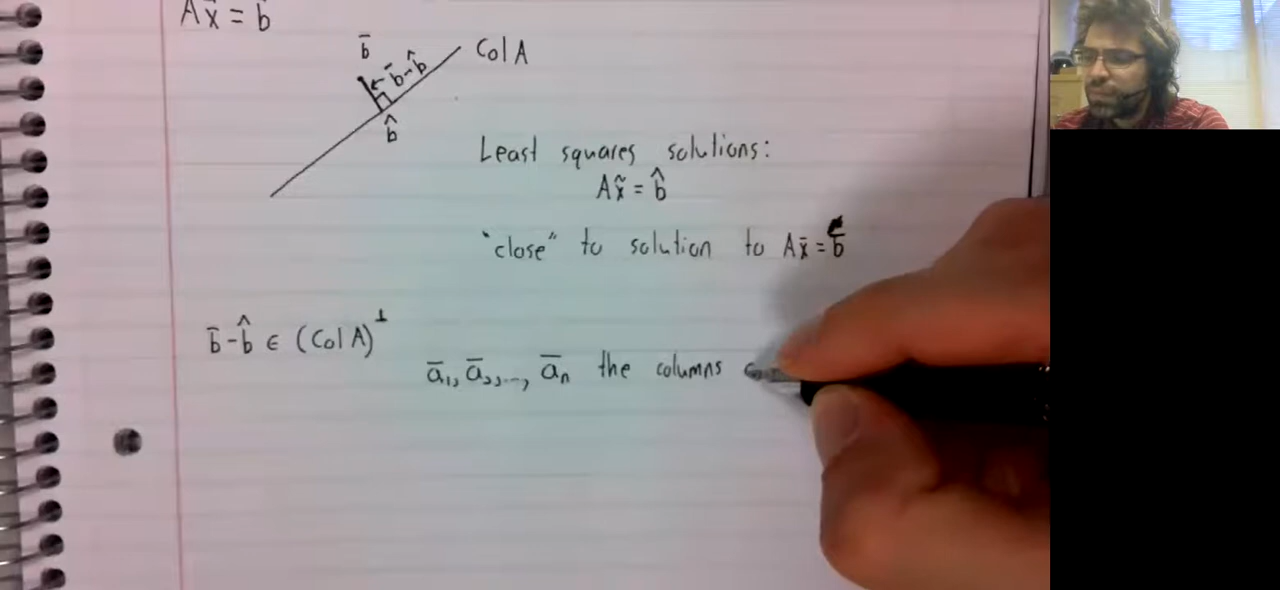 Ax̄ = b
b̄
b̄-b̂
Col A
b̂
Least squares solutions:
Ax̃ = b̂
"close" to solution to Ax̄ = b̄
b̄-b̂ ∈ (Col A)^⊥
ā₁, ā₂,..., āₙ the columns